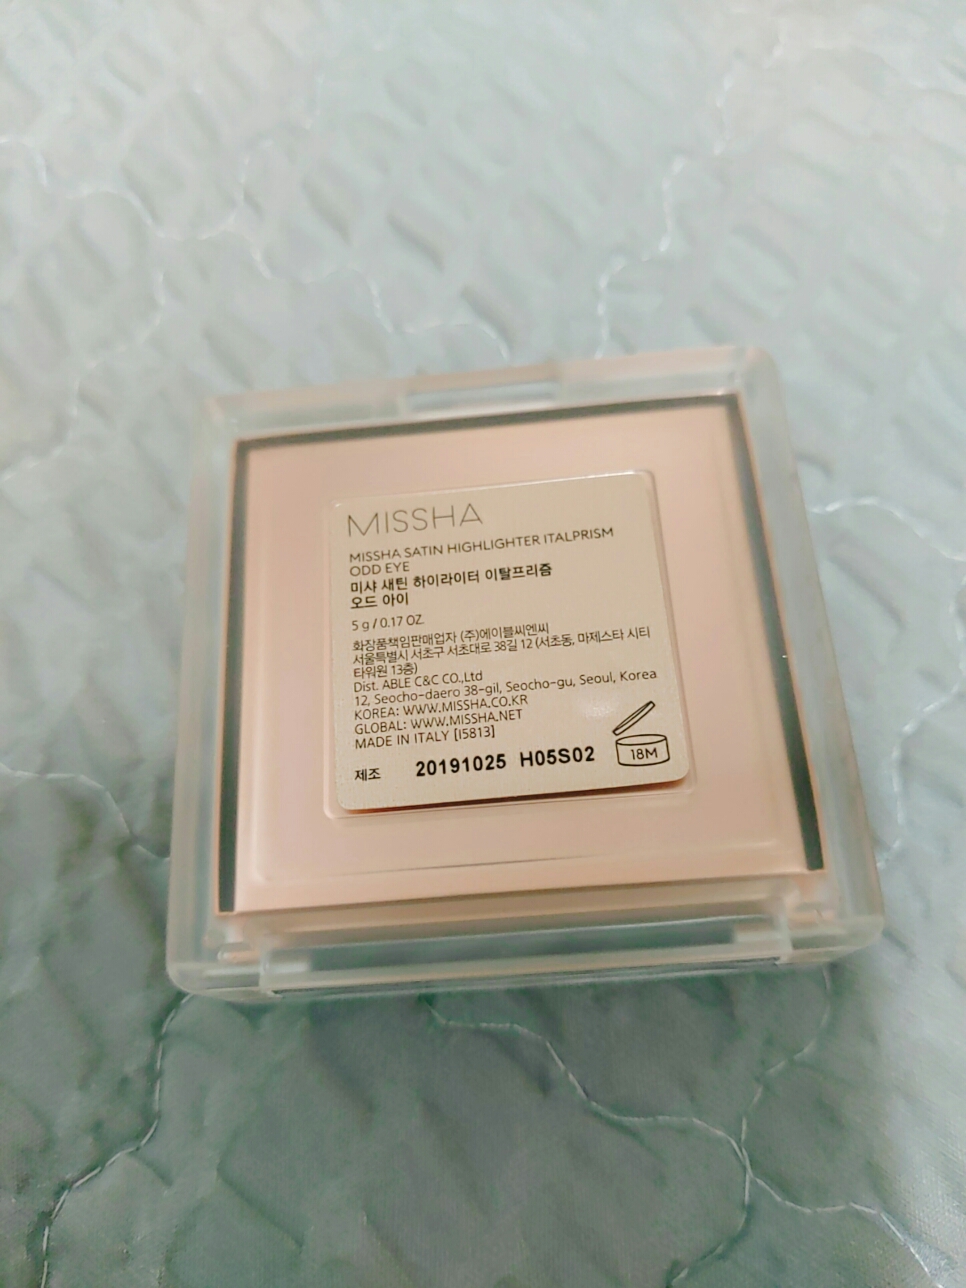 MISSHA
MISSHA SATIN HIGHLIGHTER ITALPRISM
ODD EYE
미샤 새틴 하이라이터 이탈프리즘
오드 아이
5 g / 0.17 OZ.
화장품책임판매업자 (주)에이블씨엔씨
서울특별시 서초구 서초대로 38길 12 (서초동, 마제스타 시티
타워원 13층)
Dist. ABLE C&C CO.,Ltd
12, Seocho-daero 38-gil, Seocho-gu, Seoul, Korea
KOREA: WWW.MISSHA.CO.KR
GLOBAL: WWW.MISSHA.NET
MADE IN ITALY [I5813]
제조 20191025 H05S02
18M